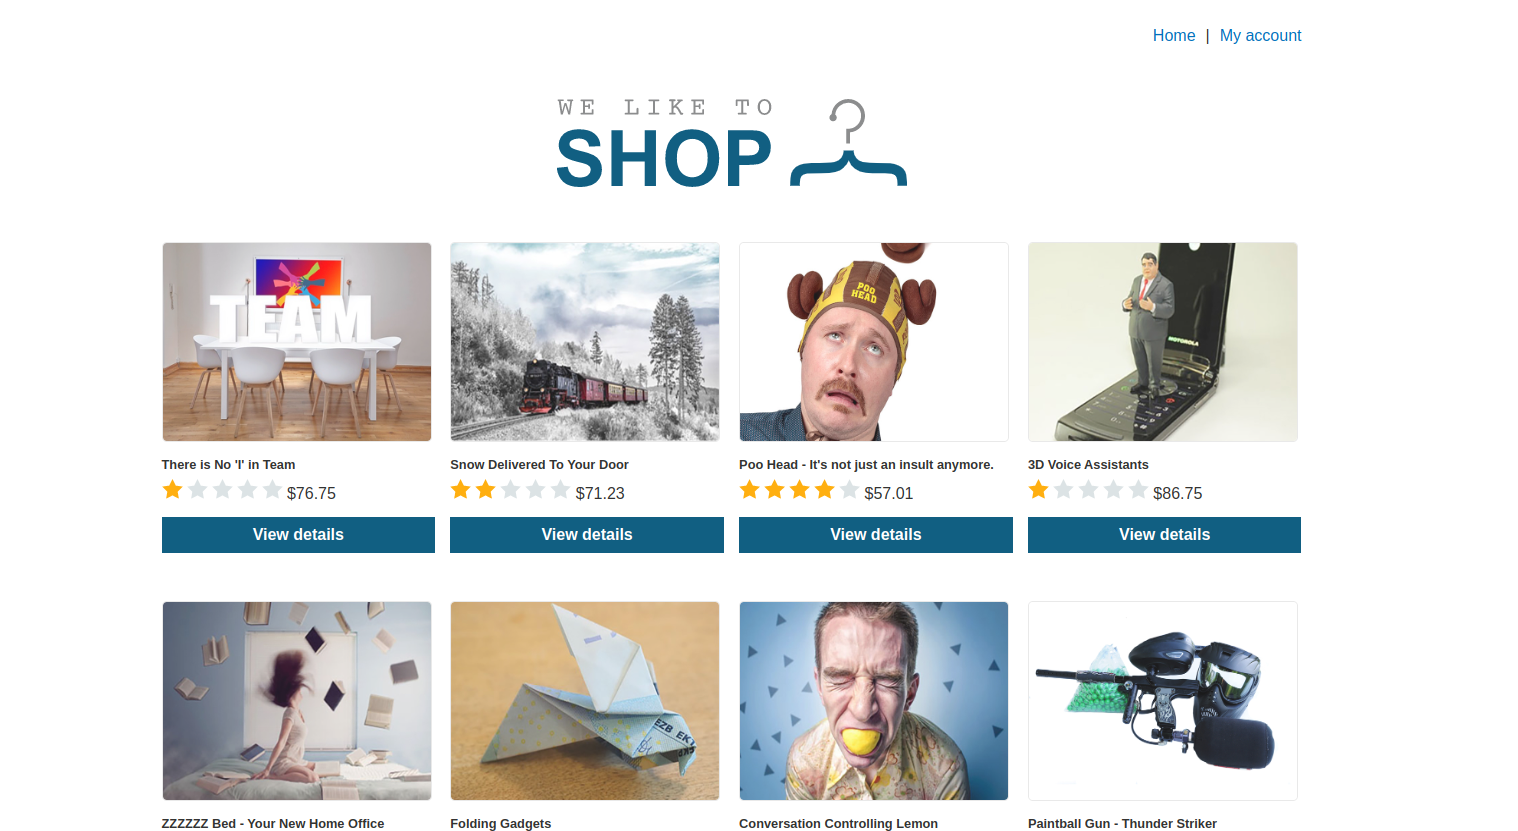 Home | My account
WE LIKE TO
SHOP
TEAM
POO
HEAD
MOTOROLA
There is No 'I' in Team
Snow Delivered To Your Door
Poo Head - It's not just an insult anymore.
3D Voice Assistants
$76.75
$71.23
$57.01
$86.75
View details
View details
View details
View details
EZB EK
ZZZZZZ Bed - Your New Home Office
Folding Gadgets
Conversation Controlling Lemon
Paintball Gun - Thunder Striker